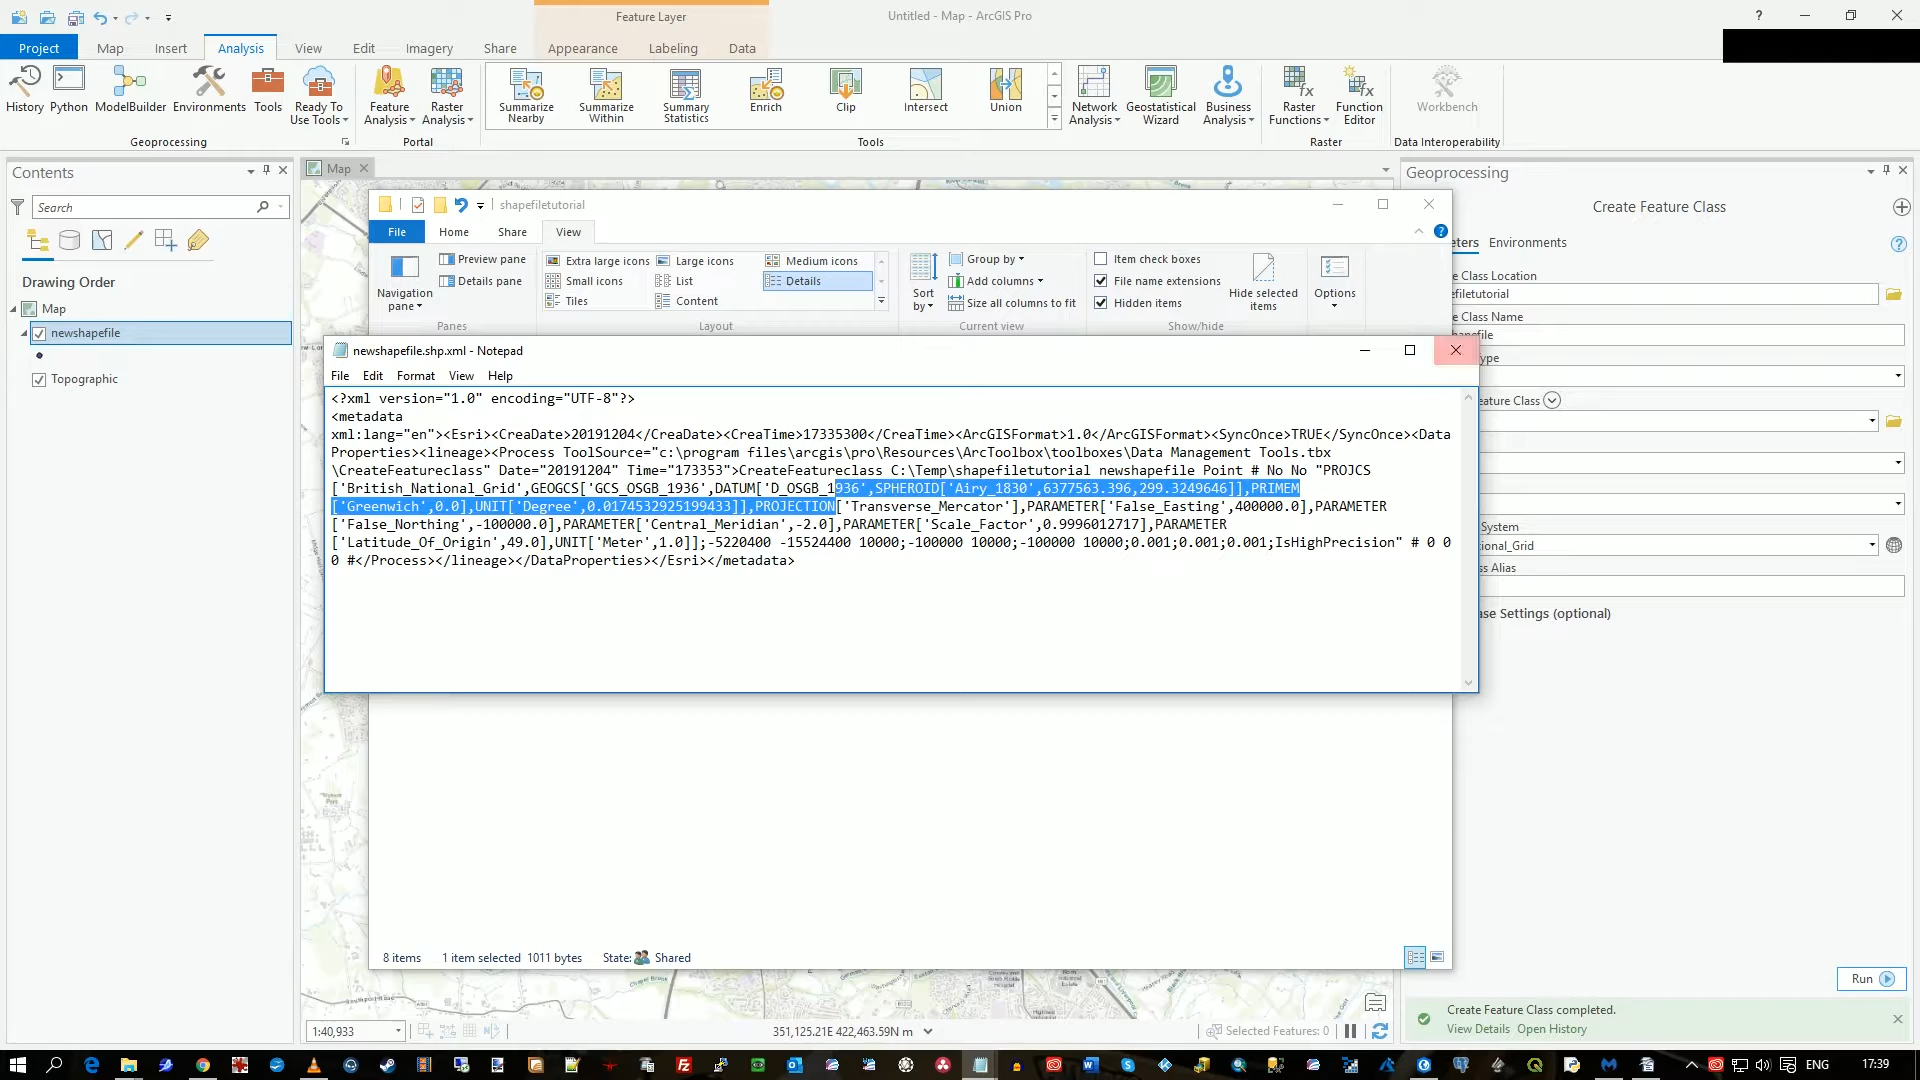 Feature Layer
Untitled - Map - ArcGIS Pro
?
Project Map Insert Analysis View Edit Imagery Share Appearance Labeling Data
History Python ModelBuilder Environments Tools Ready To Use Tools Feature Analysis Raster Analysis Summarize Nearby Summarize Within Summary Statistics Enrich Clip Intersect Union Network Analysis Geostatistical Wizard Business Analysis Raster Functions Function Editor Workbench
Geoprocessing Portal Tools Raster Data Interoperability
Contents
Search
Drawing Order
Map
newshapefile
Topographic
Map
shapefiletutorial
File Home Share View
Navigation pane
Preview pane
Details pane
Panes
Extra large icons Large icons Medium icons
Small icons List Details
Tiles Content
Layout
Sort by
Group by
Add columns
Size all columns to fit
Current view
Item check boxes
File name extensions
Hidden items
Hide selected items
Options
Show/hide
newshapefile.shp.xml - Notepad
File Edit Format View Help
<?xml version="1.0" encoding="UTF-8"?>
<metadata
xml:lang="en"><Esri><CreaDate>20191204</CreaDate><CreaTime>17335300</CreaTime><ArcGISFormat>1.0</ArcGISFormat><SyncOnce>TRUE</SyncOnce><Data
Properties><lineage><Process ToolSource="c:\program files\arcgis\pro\Resources\ArcToolbox\toolboxes\Data Management Tools.tbx
\CreateFeatureclass" Date="20191204" Time="173353">CreateFeatureclass C:\Temp\shapefiletutorial newshapefile Point # No No "PROJCS
['British_National_Grid',GEOGCS['GCS_OSGB_1936',DATUM['D_OSGB_1936',SPHEROID['Airy_1830',6377563.396,299.3249646]],PRIMEM
['Greenwich',0.0],UNIT['Degree',0.0174532925199433]],PROJECTION['Transverse_Mercator'],PARAMETER['False_Easting',400000.0],PARAMETER
['False_Northing',-100000.0],PARAMETER['Central_Meridian',-2.0],PARAMETER['Scale_Factor',0.9996012717],PARAMETER
['Latitude_Of_Origin',49.0],UNIT['Meter',1.0]];-5220400 -15524400 10000;-100000 10000;-100000 10000;0.001;0.001;0.001;IsHighPrecision" # 0 0
0 #</Process></lineage></DataProperties></Esri></metadata>
8 items 1 item selected 1011 bytes State: Shared
1:40,933
351,125.21E 422,463.59N m
Selected Features: 0
Geoprocessing
Create Feature Class
eters Environments
?
e Class Location
efiletutorial
e Class Name
hapefile
ype
eature Class
System
ional_Grid
ss Alias
ase Settings (optional)
Run
Create Feature Class completed.
View Details Open History
ENG
17:39